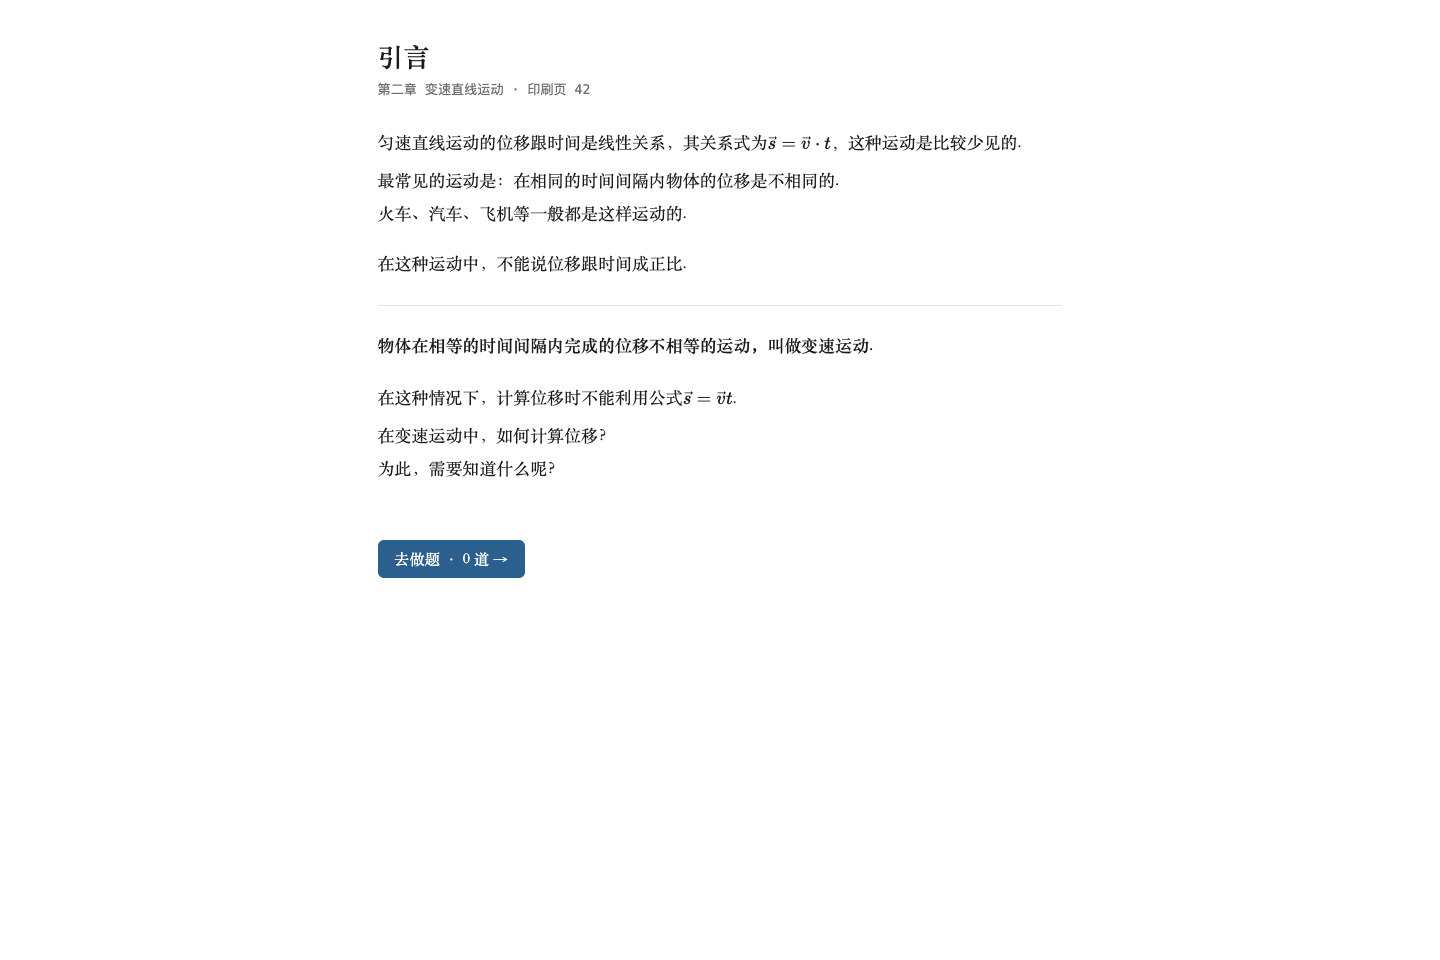 引言
第二章 变速直线运动 · 印刷页 42
匀速直线运动的位移跟时间是线性关系，其关系式为s⃗ = v⃗ · t，这种运动是比较少见的.
最常见的运动是：在相同的时间间隔内物体的位移是不相同的.
火车、汽车、飞机等一般都是这样运动的.
在这种运动中，不能说位移跟时间成正比.
物体在相等的时间间隔内完成的位移不相等的运动，叫做变速运动.
在这种情况下，计算位移时不能利用公式s⃗ = v⃗t.
在变速运动中，如何计算位移?
为此，需要知道什么呢?
去做题 · 0 道 →